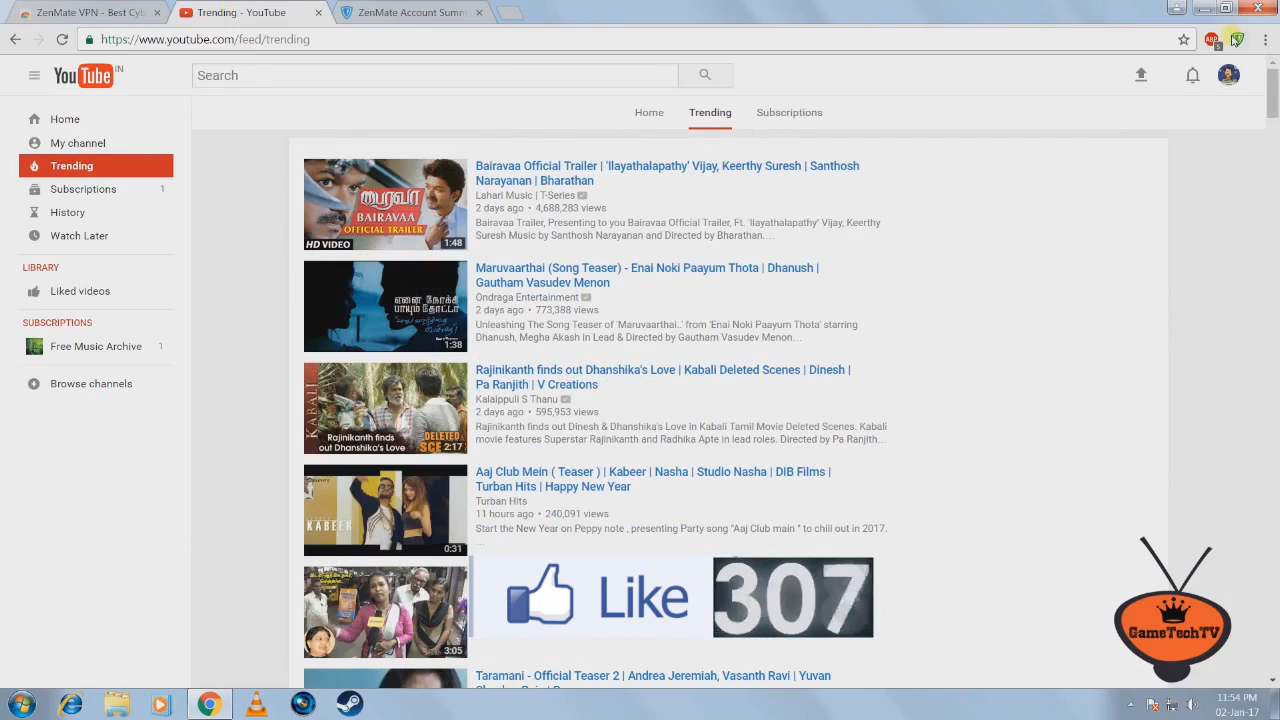 ZenMate VPN - Best Cyb
Trending - YouTube
ZenMate Account Summ
https://www.youtube.com/feed/trending
ABP
5
YouTube IN
Search
Home
Trending
Subscriptions
Home
My channel
Trending
Subscriptions 1
History
Watch Later
LIBRARY
Liked videos
SUBSCRIPTIONS
Free Music Archive 1
Browse channels
பைரவா
BAIRAVAA
OFFICIAL TRAILER
HD VIDEO
1:48
Bairavaa Official Trailer | 'Ilayathalapathy' Vijay, Keerthy Suresh | Santhosh
Narayanan | Bharathan
Lahari Music | T-Series
2 days ago • 4,688,283 views
Bairavaa Trailer, Presenting to you Bairavaa Official Trailer, Ft. 'Ilayathalapathy' Vijay, Keerthy
Suresh Music by Santhosh Narayanan and Directed by Bharathan....
எனை நோக்கி
பாயும் தோட்டா
1:38
Maruvaarthai (Song Teaser) - Enai Noki Paayum Thota | Dhanush |
Gautham Vasudev Menon
Ondraga Entertainment
2 days ago • 773,388 views
Unleashing The Song Teaser of 'Maruvaarthai..' from 'Enai Noki Paayum Thota' starring
Dhanush, Megha Akash in Lead & Directed by Gautham Vasudev Menon...
KABALI
Rajinikanth finds
out Dhanshika's Love
DELETED
SCE
2:17
Rajinikanth finds out Dhanshika's Love | Kabali Deleted Scenes | Dinesh |
Pa Ranjith | V Creations
Kalaippuli S Thanu
2 days ago • 595,953 views
Rajinikanth finds out Dinesh & Dhanshika's Love in Kabali Tamil Movie Deleted Scenes. Kabali
movie features Superstar Rajinikanth and Radhika Apte in lead roles. Directed by Pa Ranjith...
KABEER
0:31
Aaj Club Mein ( Teaser ) | Kabeer | Nasha | Studio Nasha | DIB Films |
Turban Hits | Happy New Year
Turban Hits
11 hours ago • 240,091 views
Start the New Year on Peppy note , presenting Party song "Aaj Club main " to chill out in 2017.
...
3:05
Like 307
GameTechTV
Taramani - Official Teaser 2 | Andrea Jeremiah, Vasanth Ravi | Yuvan
11:54 PM
02-Jan-17